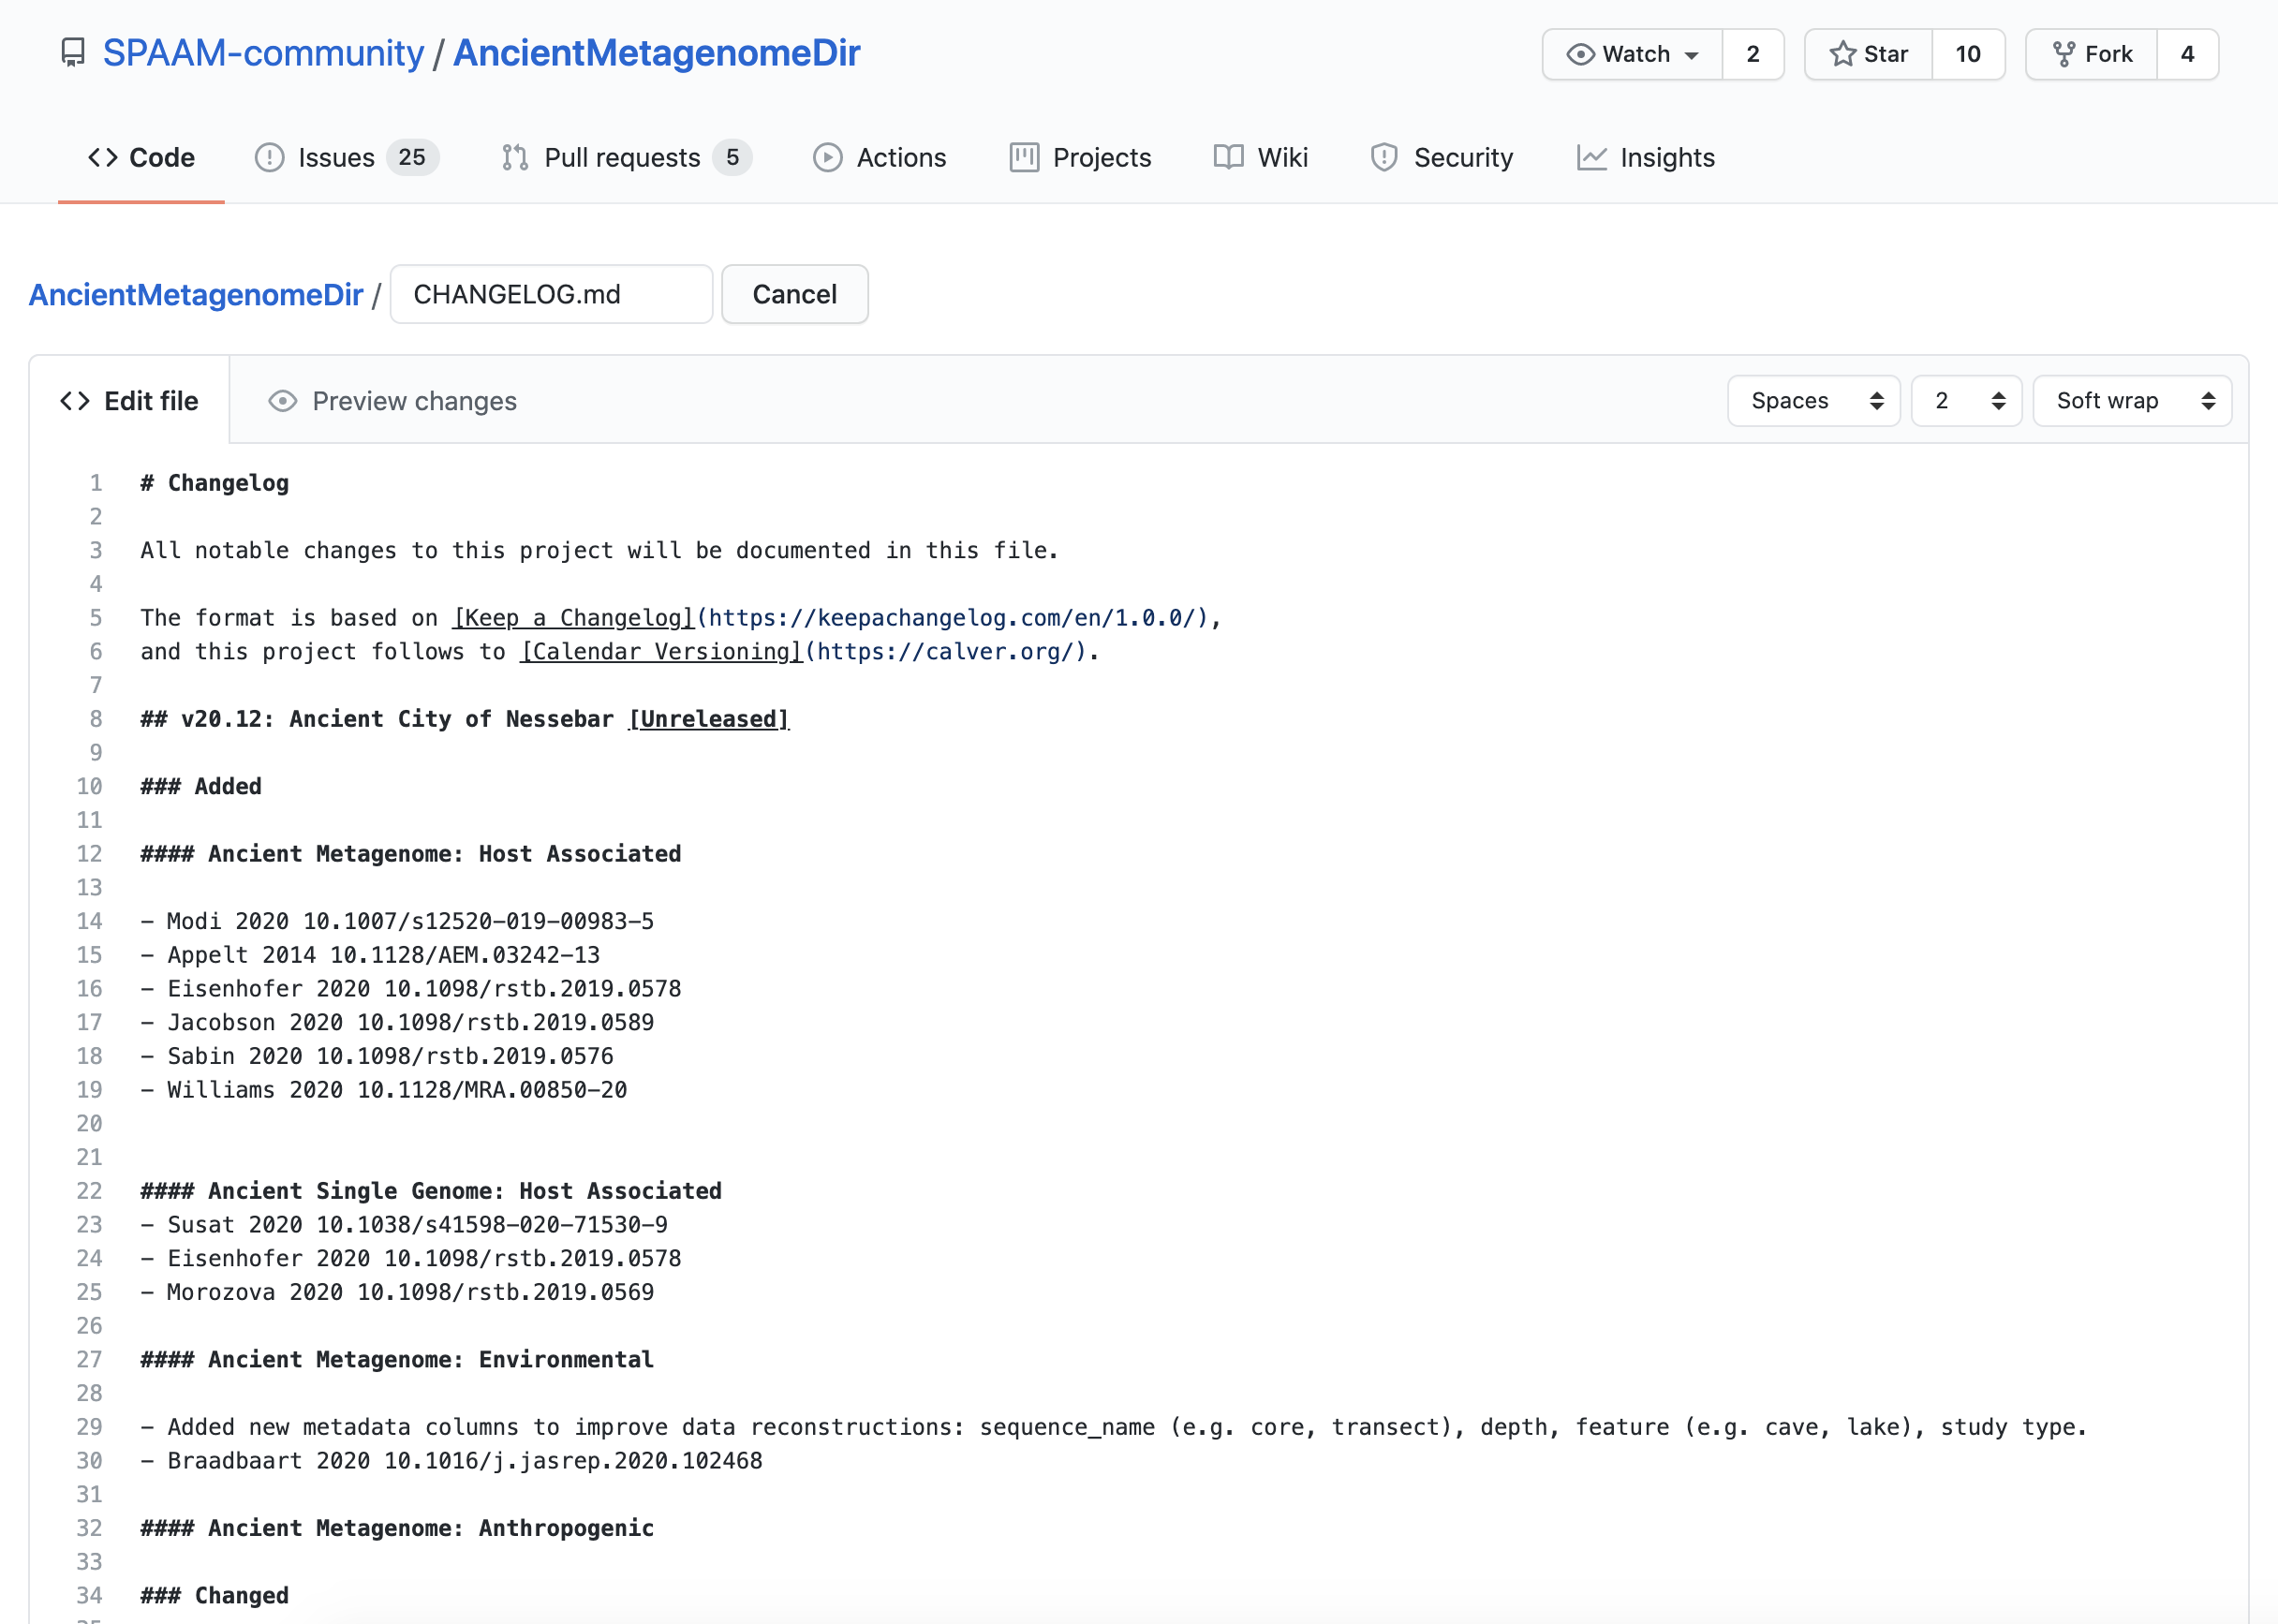 SPAAM-community / AncientMetagenomeDir
Watch 2 Star 10 Fork 4
Code Issues 25 Pull requests 5 Actions Projects Wiki Security Insights
AncientMetagenomeDir / CHANGELOG.md Cancel
Edit file Preview changes Spaces 2 Soft wrap
1 # Changelog
2
3 All notable changes to this project will be documented in this file.
4
5 The format is based on [Keep a Changelog](https://keepachangelog.com/en/1.0.0/),
6 and this project follows to [Calendar Versioning](https://calver.org/).
7
8 ## v20.12: Ancient City of Nessebar [Unreleased]
9
10 ### Added
11
12 #### Ancient Metagenome: Host Associated
13
14 - Modi 2020 10.1007/s12520-019-00983-5
15 - Appelt 2014 10.1128/AEM.03242-13
16 - Eisenhofer 2020 10.1098/rstb.2019.0578
17 - Jacobson 2020 10.1098/rstb.2019.0589
18 - Sabin 2020 10.1098/rstb.2019.0576
19 - Williams 2020 10.1128/MRA.00850-20
20
21
22 #### Ancient Single Genome: Host Associated
23 - Susat 2020 10.1038/s41598-020-71530-9
24 - Eisenhofer 2020 10.1098/rstb.2019.0578
25 - Morozova 2020 10.1098/rstb.2019.0569
26
27 #### Ancient Metagenome: Environmental
28
29 - Added new metadata columns to improve data reconstructions: sequence_name (e.g. core, transect), depth, feature (e.g. cave, lake), study type.
30 - Braadbaart 2020 10.1016/j.jasrep.2020.102468
31
32 #### Ancient Metagenome: Anthropogenic
33
34 ### Changed